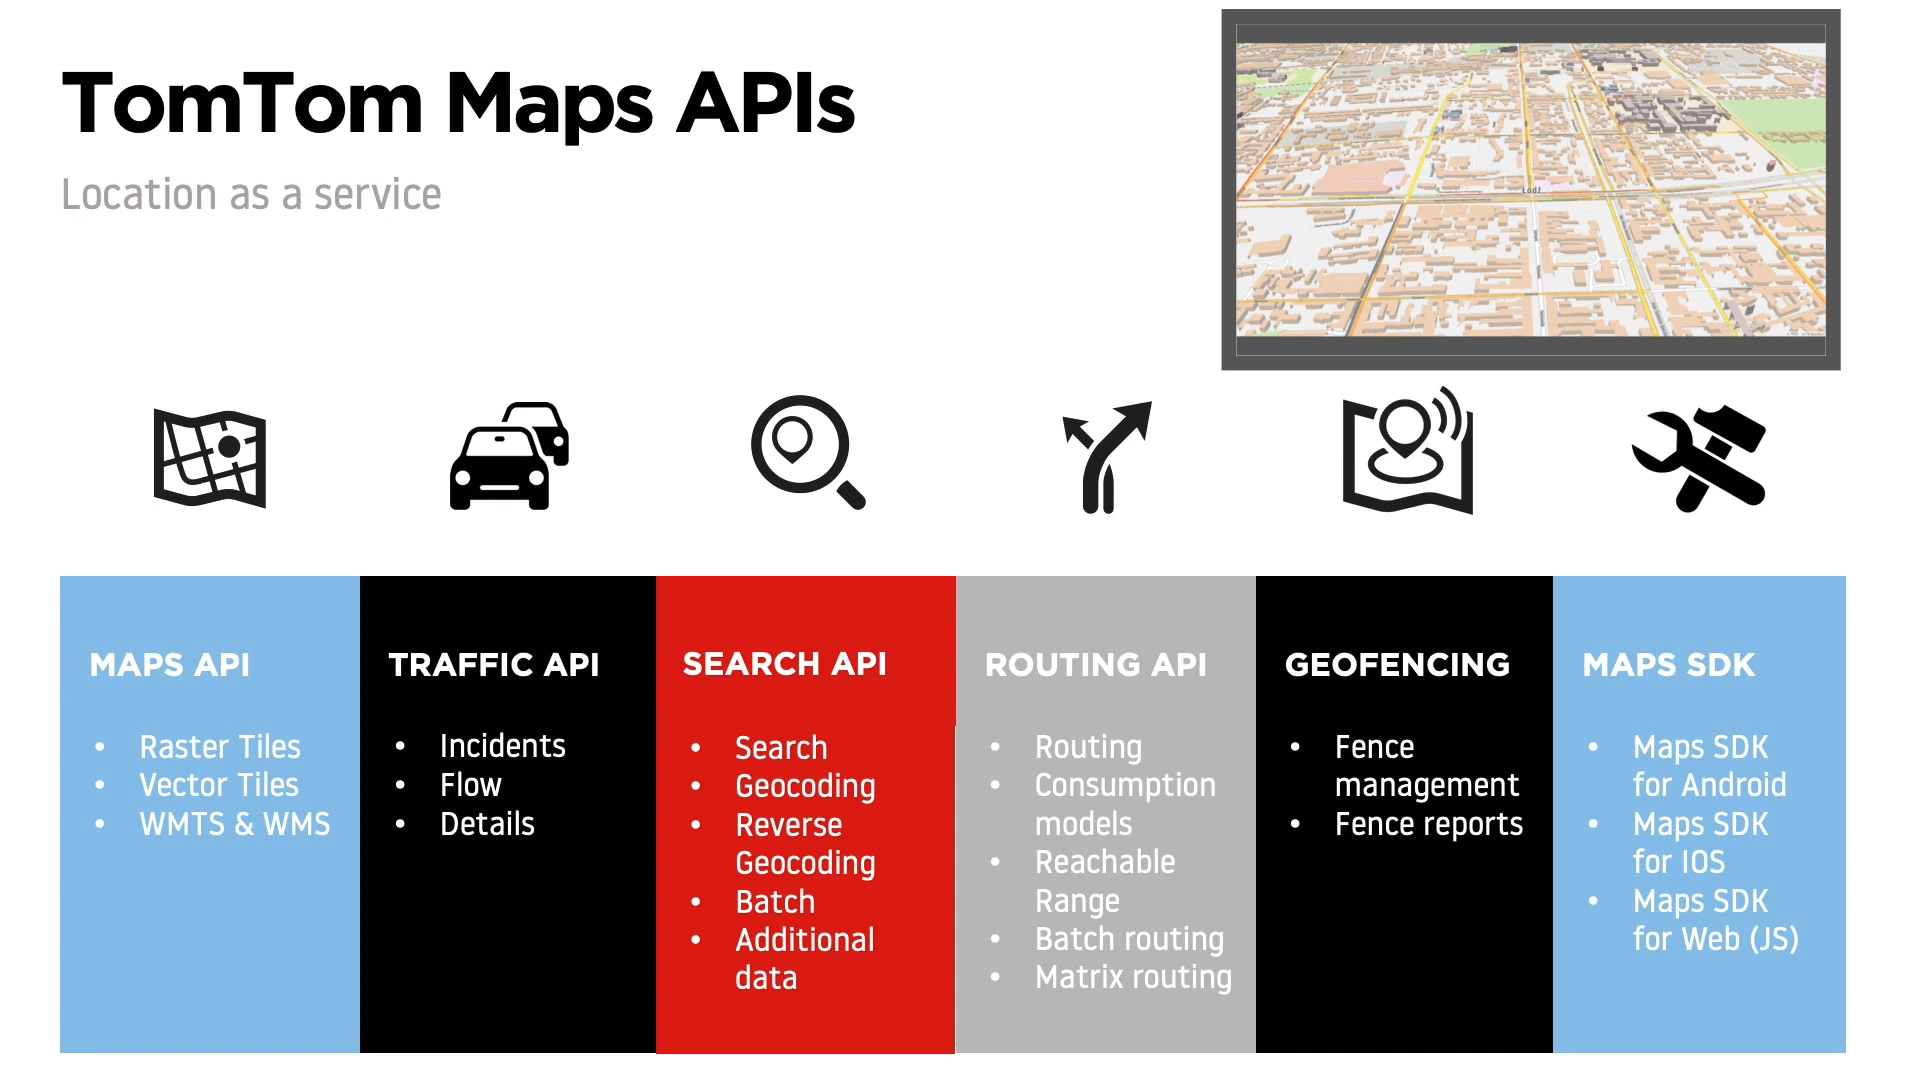 TomTom Maps APIs
Location as a service
Łódź
MAPS API
• Raster Tiles
• Vector Tiles
• WMTS & WMS
TRAFFIC API
• Incidents
• Flow
• Details
SEARCH API
• Search
• Geocoding
• Reverse
Geocoding
• Batch
• Additional
data
ROUTING API
• Routing
• Consumption
models
• Reachable
Range
• Batch routing
• Matrix routing
GEOFENCING
• Fence
management
• Fence reports
MAPS SDK
• Maps SDK
for Android
• Maps SDK
for IOS
• Maps SDK
for Web (JS)